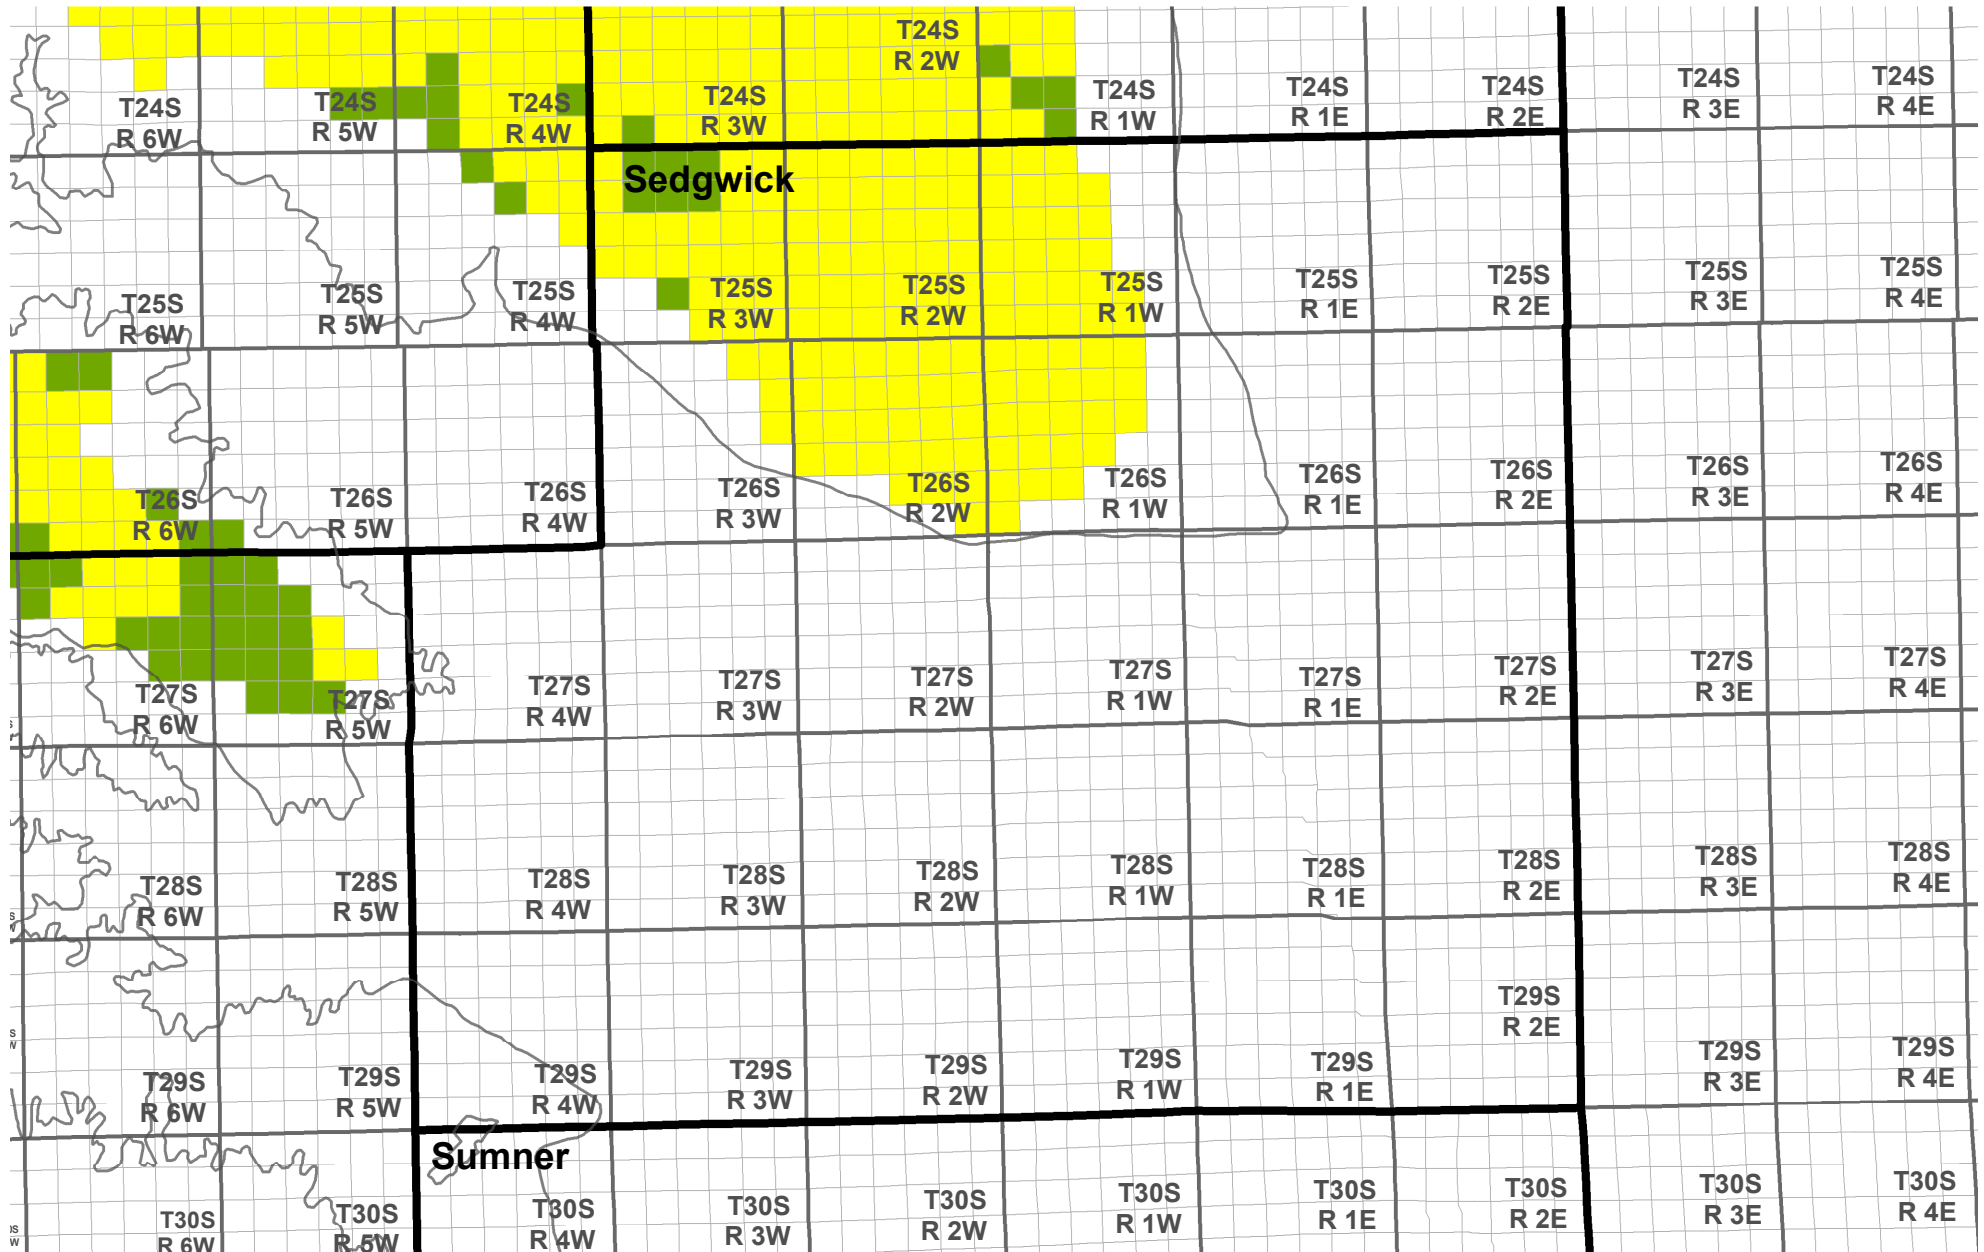 T24S
R 2W
T24S
R 6W
T24S
R 5W
T24S
R 4W
T24S
R 3W
T24S
R 1W
T24S
R 1E
T24S
R 2E
T24S
R 3E
T24S
R 4E
Sedgwick
T25S
R 6W
T25S
R 5W
T25S
R 4W
T25S
R 3W
T25S
R 2W
T25S
R 1W
T25S
R 1E
T25S
R 2E
T25S
R 3E
T25S
R 4E
T26S
R 6W
T26S
R 5W
T26S
R 4W
T26S
R 3W
T26S
R 2W
T26S
R 1W
T26S
R 1E
T26S
R 2E
T26S
R 3E
T26S
R 4E
T27S
R 6W
T27S
R 5W
T27S
R 4W
T27S
R 3W
T27S
R 2W
T27S
R 1W
T27S
R 1E
T27S
R 2E
T27S
R 3E
T27S
R 4E
T28S
R 6W
T28S
R 5W
T28S
R 4W
T28S
R 3W
T28S
R 2W
T28S
R 1W
T28S
R 1E
T28S
R 2E
T28S
R 3E
T28S
R 4E
T29S
R 2E
T29S
R 6W
T29S
R 5W
T29S
R 4W
T29S
R 3W
T29S
R 2W
T29S
R 1W
T29S
R 1E
T29S
R 3E
T29S
R 4E
Sumner
T30S
R 6W
T30S
R 5W
T30S
R 4W
T30S
R 3W
T30S
R 2W
T30S
R 1W
T30S
R 1E
T30S
R 2E
T30S
R 3E
T30S
R 4E